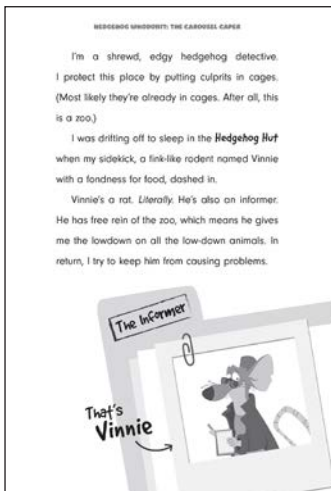 HEDGEHOG WHODUNIT: THE CAROUSEL CAPER
I'm a shrewd, edgy hedgehog detective.
I protect this place by putting culprits in cages.
(Most likely they're already in cages. After all, this
is a zoo.)
I was drifting off to sleep in the Hedgehog Hut
when my sidekick, a fink-like rodent named Vinnie
with a fondness for food, dashed in.
Vinnie's a rat. Literally. He's also an informer.
He has free rein of the zoo, which means he gives
me the lowdown on all the low-down animals. In
return, I try to keep him from causing problems.
The Informer
That's
Vinnie